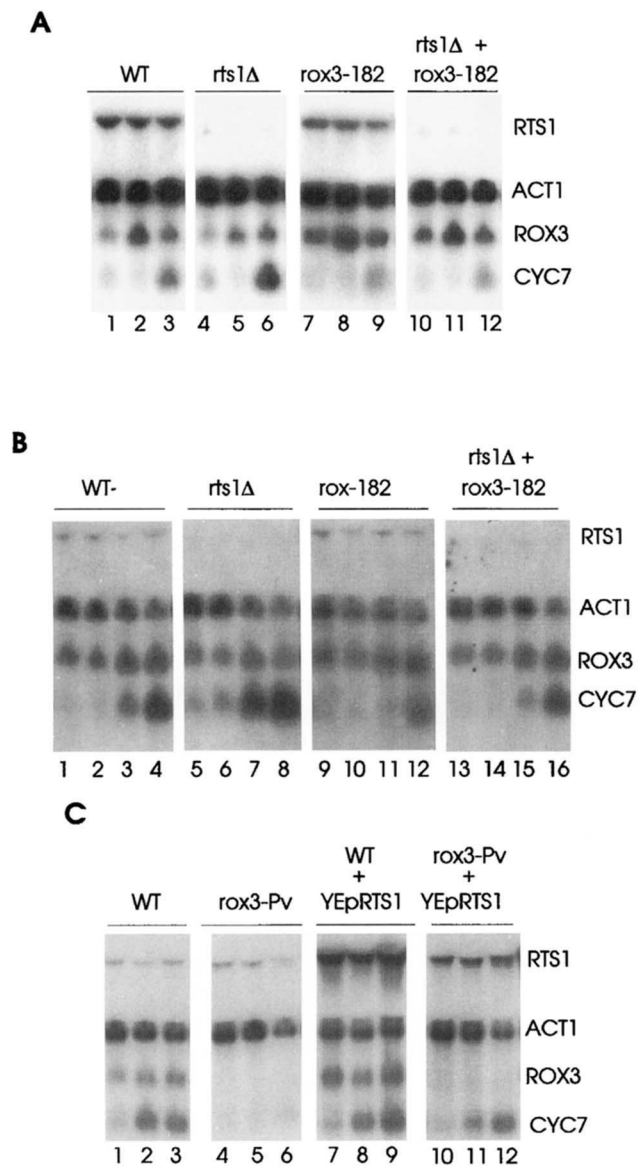 A
WT rts1Δ rox3-182 rts1Δ + rox3-182
RTS1
ACT1
ROX3
CYC7
1 2 3 4 5 6 7 8 9 10 11 12
B
WT- rts1Δ rox-182 rts1Δ + rox3-182
RTS1
ACT1
ROX3
CYC7
1 2 3 4 5 6 7 8 9 10 11 12 13 14 15 16
C
WT rox3-Pv WT + YEpRTS1 rox3-Pv + YEpRTS1
RTS1
ACT1
ROX3
CYC7
1 2 3 4 5 6 7 8 9 10 11 12